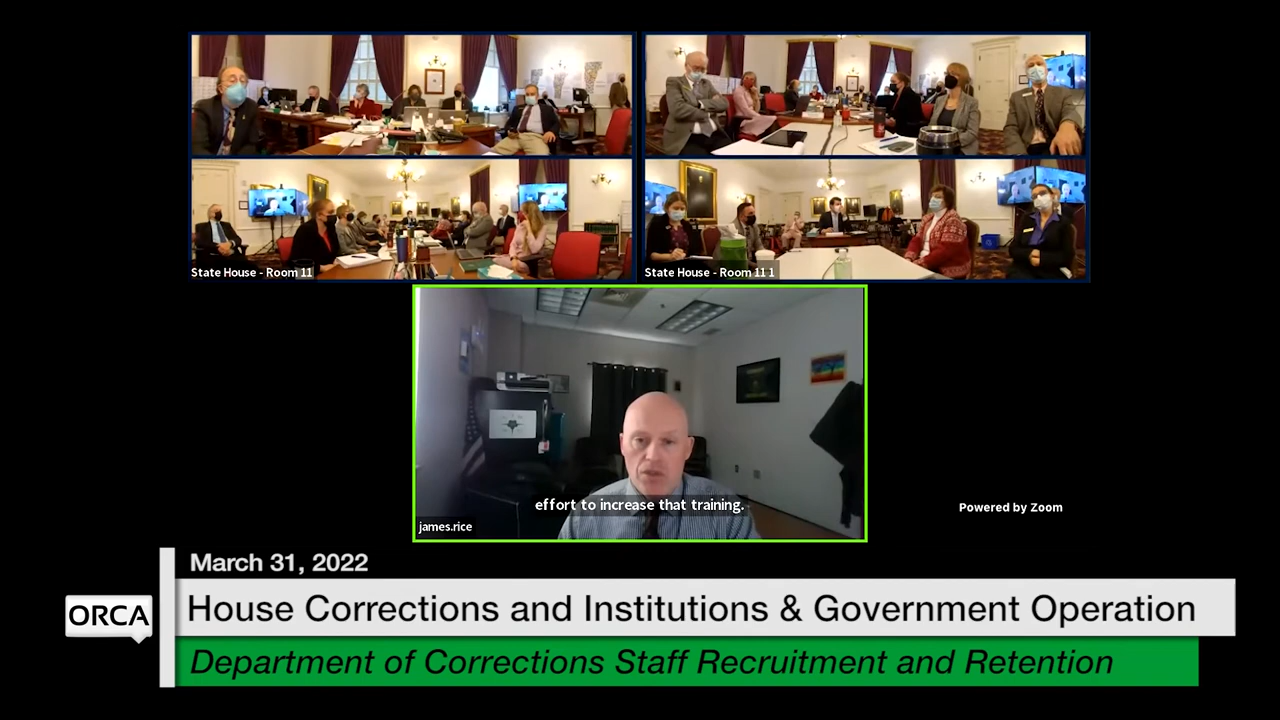 State House - Room 11
State House - Room 11 1
effort to increase that training.
james.rice
Powered by Zoom
March 31, 2022
ORCA
House Corrections and Institutions & Government Operation
Department of Corrections Staff Recruitment and Retention